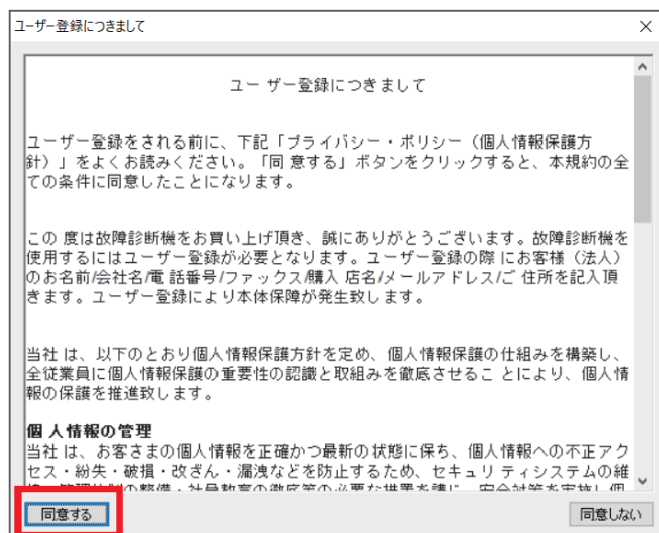 ユーザー登録につきまして
ユー ザー登録につきまして
ユーザー登録をされる前に、下記「プライバシー・ポリシー（個人情報保護方
針）」をよくお読みください。「同 意する」ボタンをクリックすると、本規約の全
ての条件に同意したことになります。
この 度は故障診断機をお買い上げ頂き、誠にありがとうございます。故障診断機を
使用するにはユーザー登録が必要となります。ユーザー登録の際 にお客様（法人）
のお名前/会社名/電 話番号/ファックス/購入 店名/メールアドレス/ご 住所を記入頂
きます。ユーザー登録により本体保障が発生致します。
当社 は、以下のとおり個人情報保護方針を定め、個人情報保護の仕組みを構築し、
全従業員に個人情報保護の重要性の認識と取組みを徹底させるこ とにより、個人情
報の保護を推進致します。
個 人情報の管理
当社 は、お客さまの個人情報を正確かつ最新の状態に保ち、個人情報への不正アク
セス・紛失・破損・改ざん・漏洩などを防止するため、セキュリ ティシステムの維
同意する
同意しない